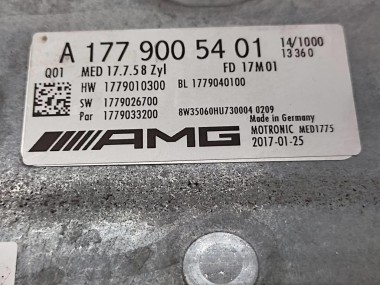 A 177 900 54 01 14/1000
13360
Q01 MED 17.7.5 8 Zyl FD 17M01
HW 1779010300 BL 1779040100
SW 1779026700
Par 1779033200 8W35060HU730004 0209
Made in Germany
AMG MOTRONIC MED1775
2017-01-25